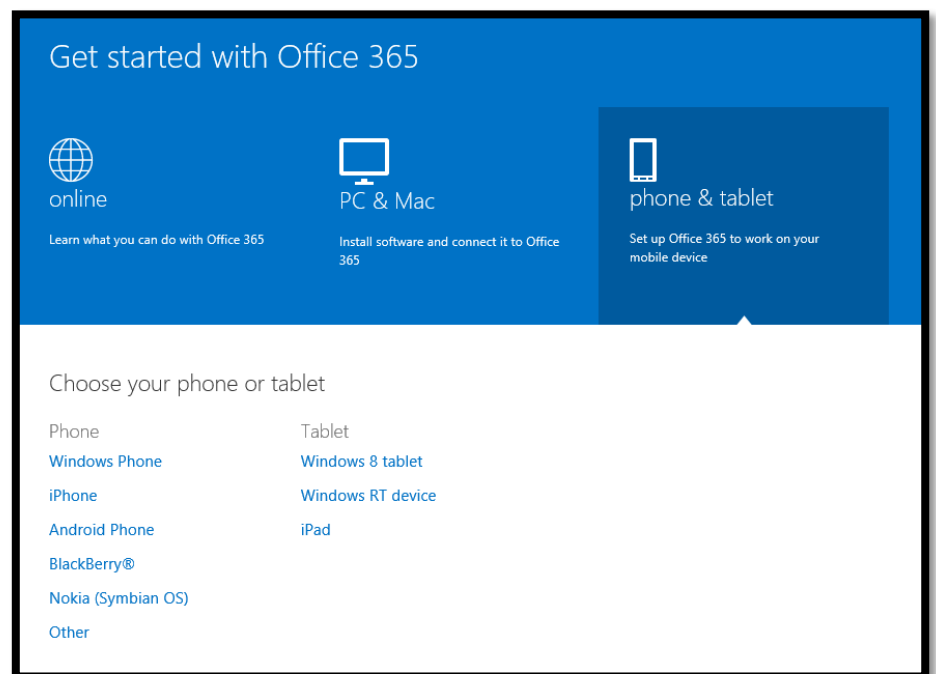 Get started with Office 365
online
Learn what you can do with Office 365
PC & Mac
Install software and connect it to Office
365
phone & tablet
Set up Office 365 to work on your
mobile device
Choose your phone or tablet
Phone
Windows Phone
iPhone
Android Phone
BlackBerry®
Nokia (Symbian OS)
Other
Tablet
Windows 8 tablet
Windows RT device
iPad